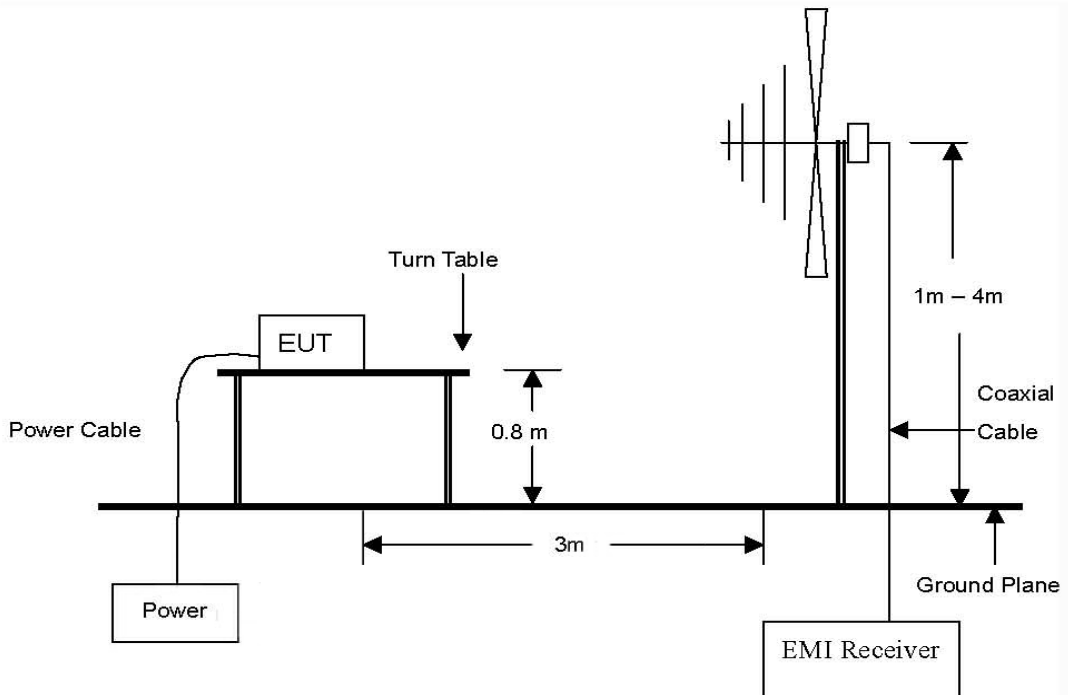 Turn Table
1m – 4m
EUT
Coaxial
Cable
Power Cable
0.8 m
3m
Ground Plane
Power
EMI Receiver